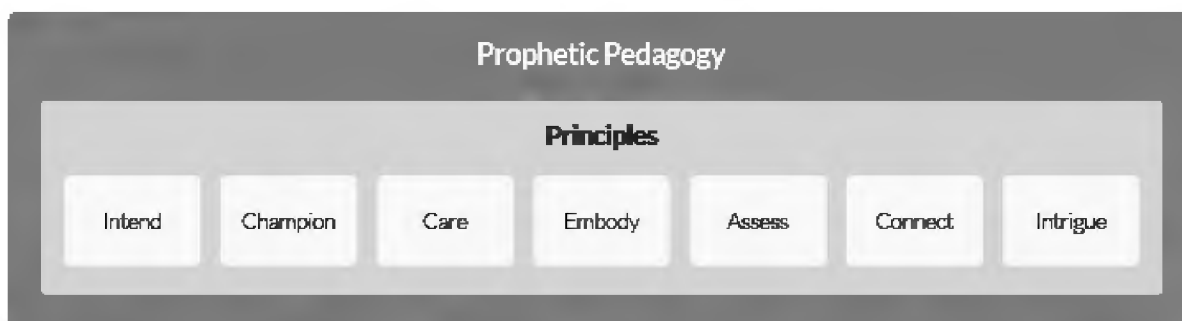 Prophetic Pedagogy
Principles
Intend Champion Care Embody Assess Connect Intrigue